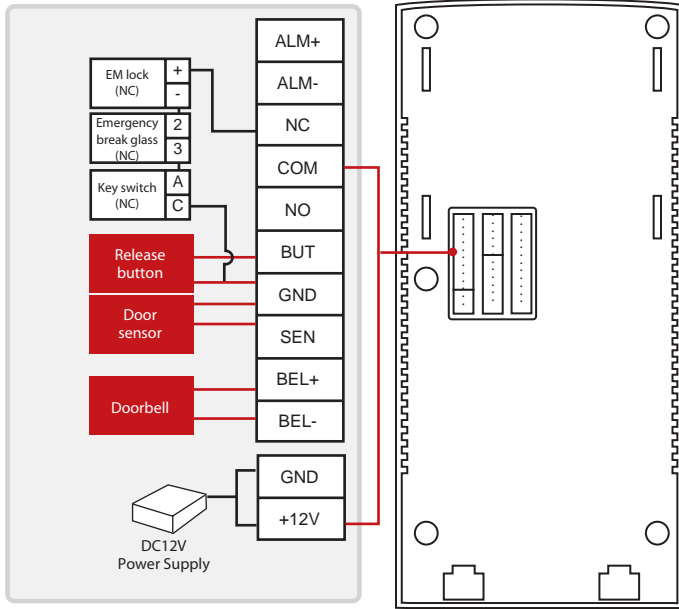 ALM+
ALM-
NC
COM
NO
BUT
GND
SEN
BEL+
BEL-
GND
+12V
EM lock
(NC)
+
-
Emergency
break glass
(NC)
2
3
Key switch
(NC)
A
C
Release
button
Door
sensor
Doorbell
DC12V
Power Supply